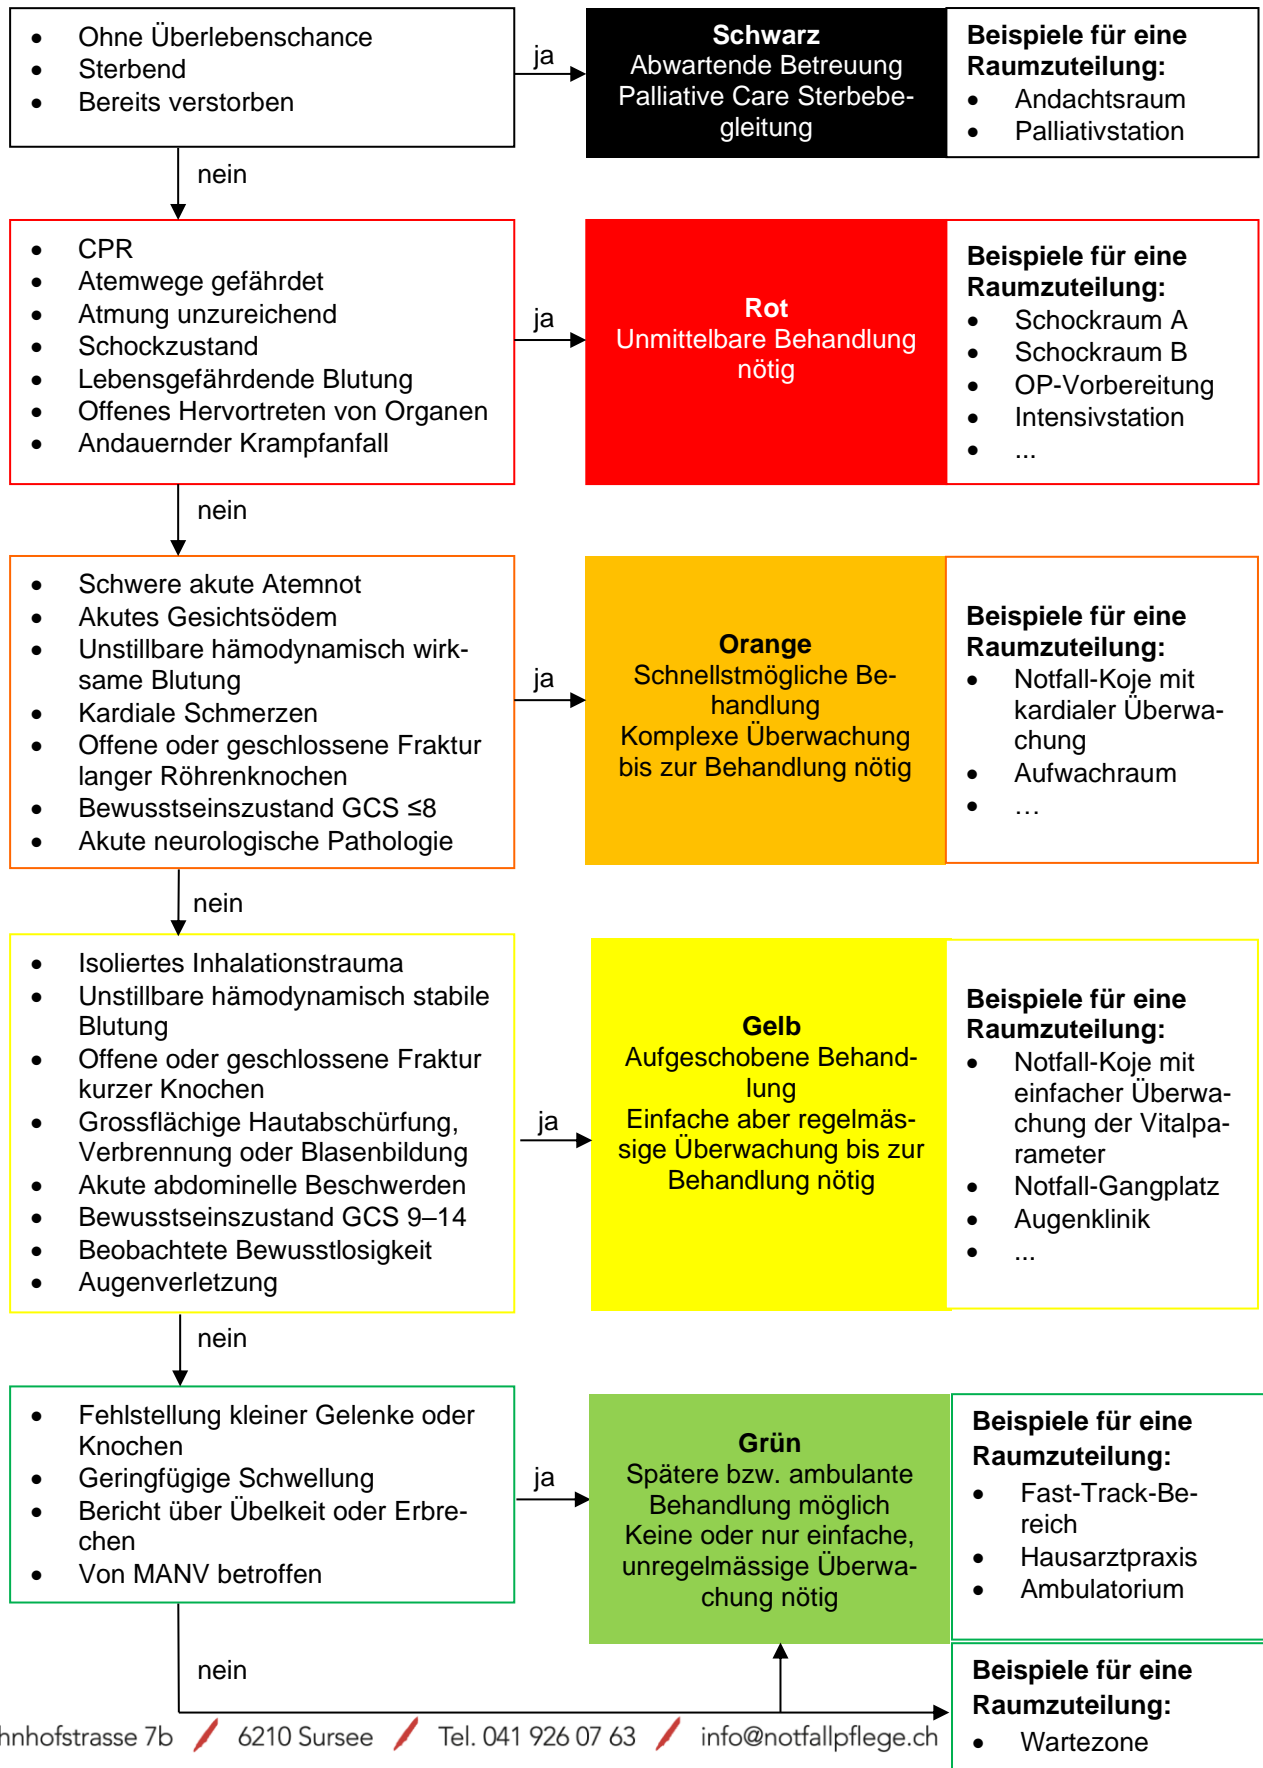 Ohne Überlebenschance
Sterbend
Bereits verstorben
ja
Schwarz
Abwartende Betreuung
Palliative Care Sterbebe-
gleitung
Beispiele für eine
Raumzuteilung:
Andachtsraum
Palliativstation
nein
CPR
Atemwege gefährdet
Atmung unzureichend
Schockzustand
Lebensgefährdende Blutung
Offenes Hervortreten von Organen
Andauernder Krampfanfall
ja
Rot
Unmittelbare Behandlung
nötig
Beispiele für eine
Raumzuteilung:
Schockraum A
Schockraum B
OP-Vorbereitung
Intensivstation
...
nein
Schwere akute Atemnot
Akutes Gesichtsödem
Unstillbare hämodynamisch wirk-
same Blutung
Kardiale Schmerzen
Offene oder geschlossene Fraktur
langer Röhrenknochen
Bewusstseinszustand GCS ≤8
Akute neurologische Pathologie
ja
Orange
Schnellstmögliche Be-
handlung
Komplexe Überwachung
bis zur Behandlung nötig
Beispiele für eine
Raumzuteilung:
Notfall-Koje mit
kardialer Überwa-
chung
Aufwachraum
…
nein
Isoliertes Inhalationstrauma
Unstillbare hämodynamisch stabile
Blutung
Offene oder geschlossene Fraktur
kurzer Knochen
Grossflächige Hautabschürfung,
Verbrennung oder Blasenbildung
Akute abdominelle Beschwerden
Bewusstseinszustand GCS 9–14
Beobachtete Bewusstlosigkeit
Augenverletzung
ja
Gelb
Aufgeschobene Behand-
lung
Einfache aber regelmäs-
sige Überwachung bis zur
Behandlung nötig
Beispiele für eine
Raumzuteilung:
Notfall-Koje mit
einfacher Überwa-
chung der Vitalpa-
rameter
Notfall-Gangplatz
Augenklinik
...
nein
Fehlstellung kleiner Gelenke oder
Knochen
Geringfügige Schwellung
Bericht über Übelkeit oder Erbre-
chen
Von MANV betroffen
ja
Grün
Spätere bzw. ambulante
Behandlung möglich
Keine oder nur einfache,
unregelmässige Überwa-
chung nötig
Beispiele für eine
Raumzuteilung:
Fast-Track-Be-
reich
Hausarztpraxis
Ambulatorium
nein
Beispiele für eine
Raumzuteilung:
Wartezone
hnhofstrasse 7b / 6210 Sursee / Tel. 041 926 07 63 / info@notfallpflege.ch